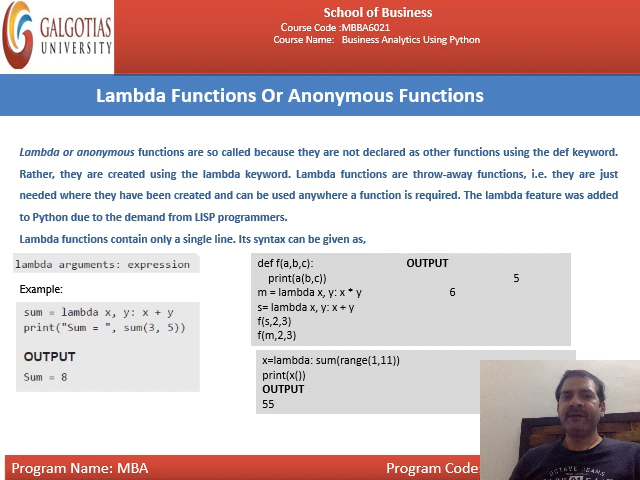 GALGOTIAS
UNIVERSITY
School of Business
Course Code :MBBA6021
Course Name: Business Analytics Using Python
Lambda Functions Or Anonymous Functions
Lambda or anonymous functions are so called because they are not declared as other functions using the def keyword.
Rather, they are created using the lambda keyword. Lambda functions are throw-away functions, i.e. they are just
needed where they have been created and can be used anywhere a function is required. The lambda feature was added
to Python due to the demand from LISP programmers.
Lambda functions contain only a single line. Its syntax can be given as,
lambda arguments: expression
Example:
sum = lambda x, y: x + y
print("Sum = ", sum(3, 5))
OUTPUT
Sum = 8
def f(a,b,c): OUTPUT
print(a(b,c)) 5
m = lambda x, y: x * y 6
s= lambda x, y: x + y
f(s,2,3)
f(m,2,3)
x=lambda: sum(range(1,11))
print(x())
OUTPUT
55
OCTAVE JEANS
Program Name: MBA
Program Code: